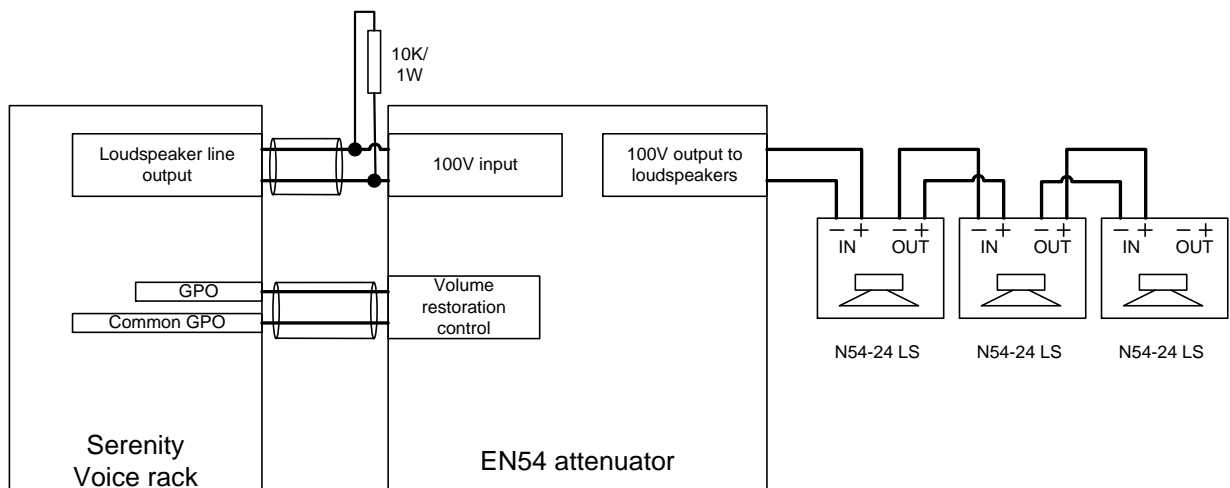 10K/
1W
Loudspeaker line
output
100V input
100V output to
loudspeakers
− + − +
IN OUT
− + − +
IN OUT
− + − +
IN OUT
GPO
Common GPO
Volume
restoration
control
N54-24 LS
N54-24 LS
N54-24 LS
Serenity
Voice rack
EN54 attenuator